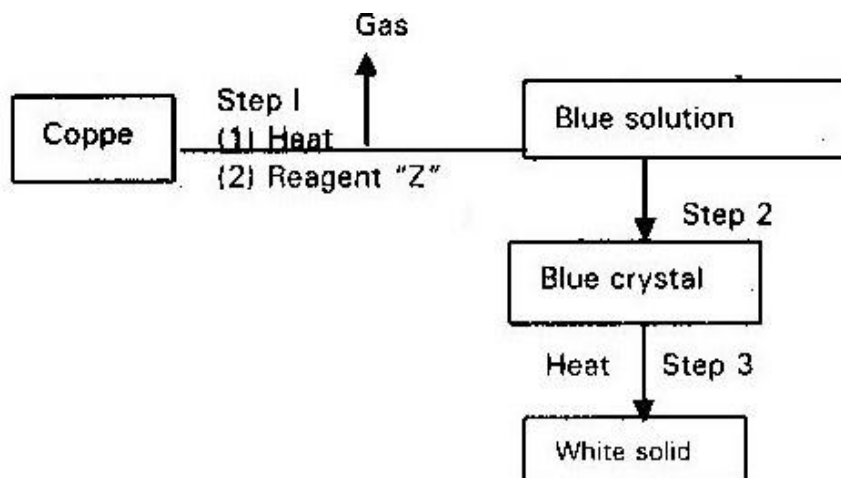 Gas
Step I
(1) Heat
(2) Reagent “Z”
Coppe
Blue solution
Step 2
Blue crystal
Heat Step 3
White solid